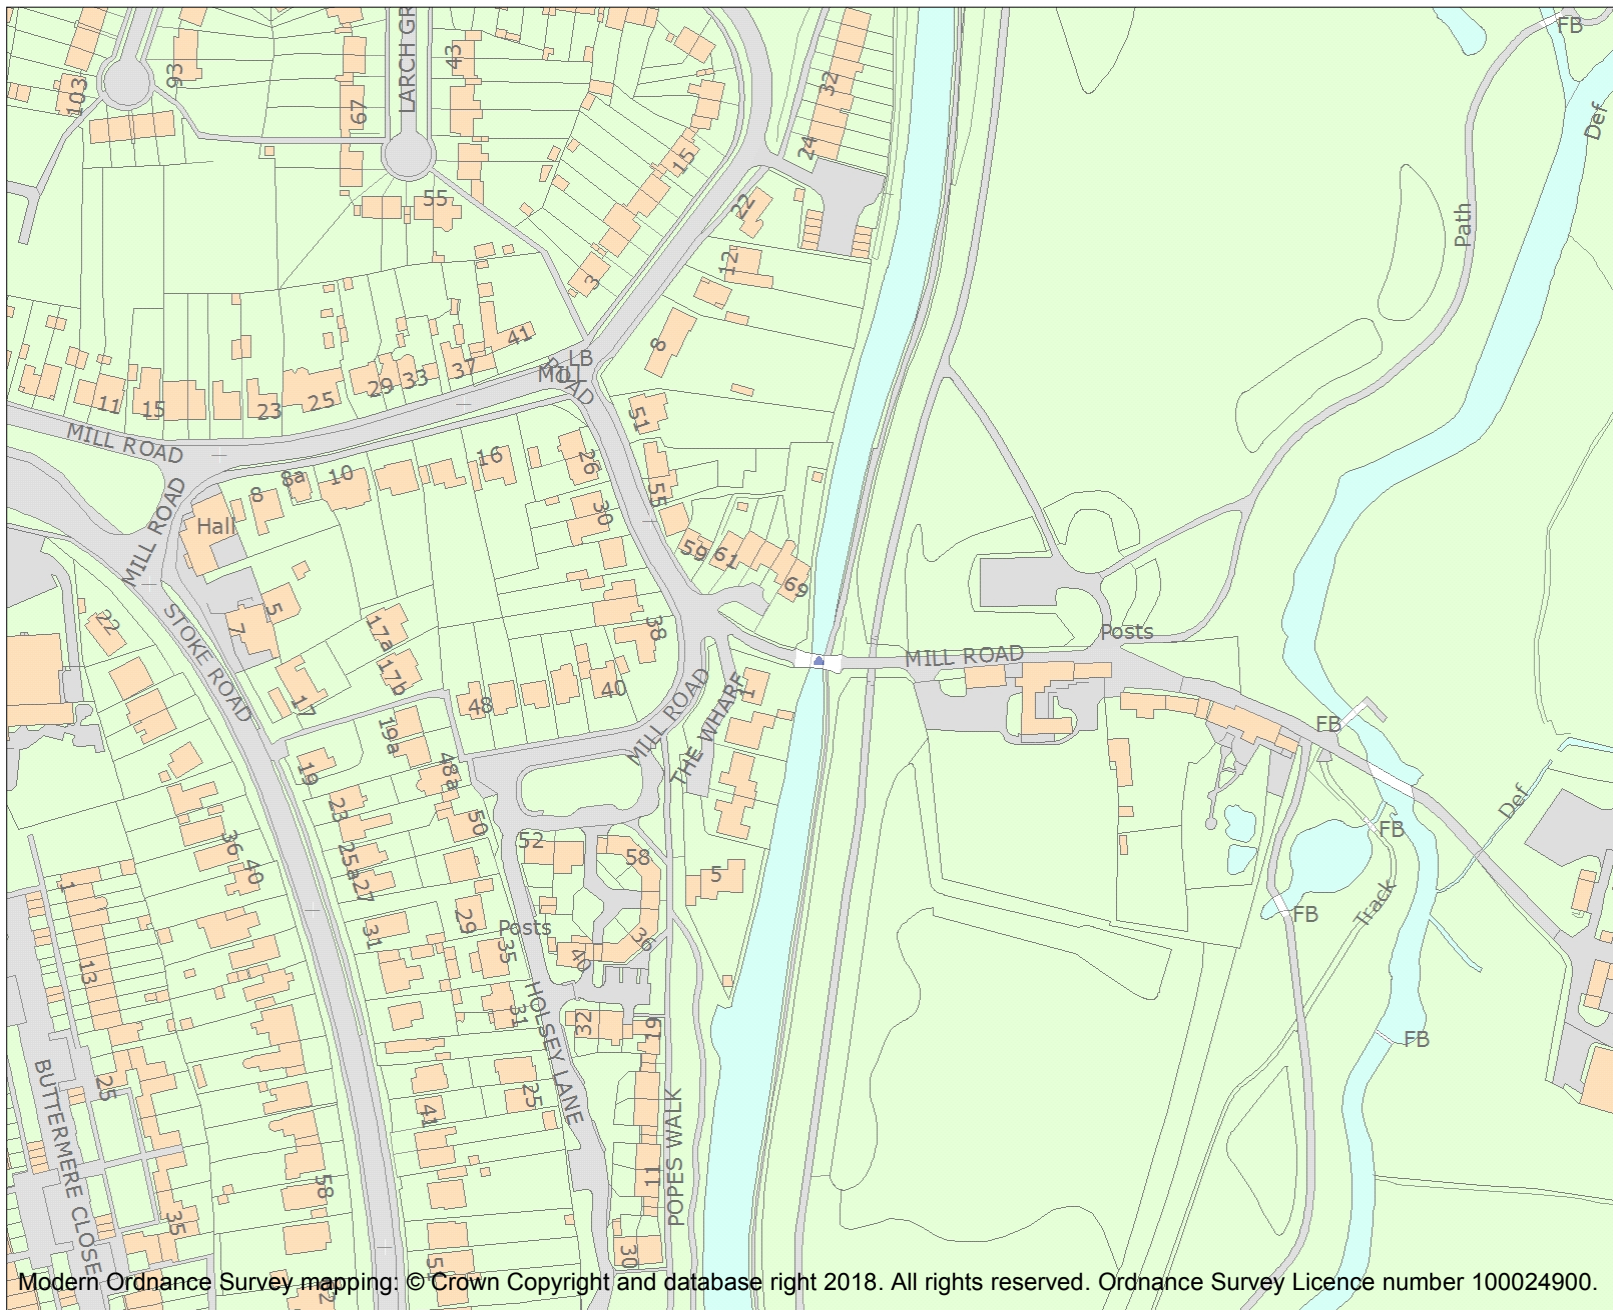 FB
LARCH GR
43
93
103
67
32
24
Def
15
55
22
Path
12
3
41
8
LB
MILL
ROAD
37
33
29
25
23
15
11
51
MILL ROAD
16
26
10
8a
8
55
30
Hall
MILL ROAD
59
61
69
5
7
22
17a
38
STOKE ROAD
Posts
MILL ROAD
17b
40
1
17
48
MILL ROAD
THE WHARF
FB
19a
19
48a
23
50
Def
FB
52
58
36
40
25a
27
5
1
Track
FB
29
31
Posts
35
36
40
13
HOLSEY LANE
31
32
19
FB
BUTTERMERE CLOSE
25
41
25
POPES WALK
11
58
35
30
51
Modern Ordnance Survey mapping: © Crown Copyright and database right 2018. All rights reserved. Ordnance Survey Licence number 100024900.